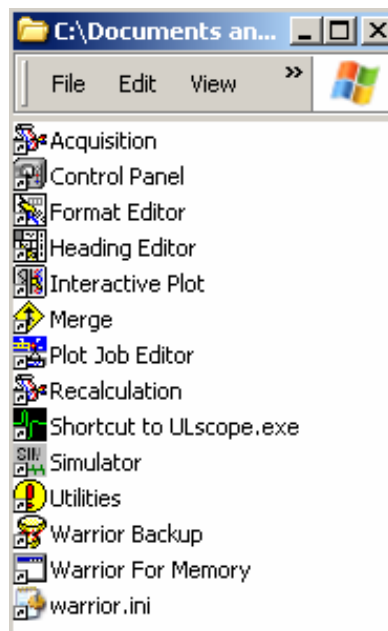 C:\Documents an...
File Edit View »
Acquisition
Control Panel
Format Editor
Heading Editor
Interactive Plot
Merge
Plot Job Editor
Recalculation
Shortcut to ULscope.exe
Simulator
Utilities
Warrior Backup
Warrior For Memory
warrior.ini